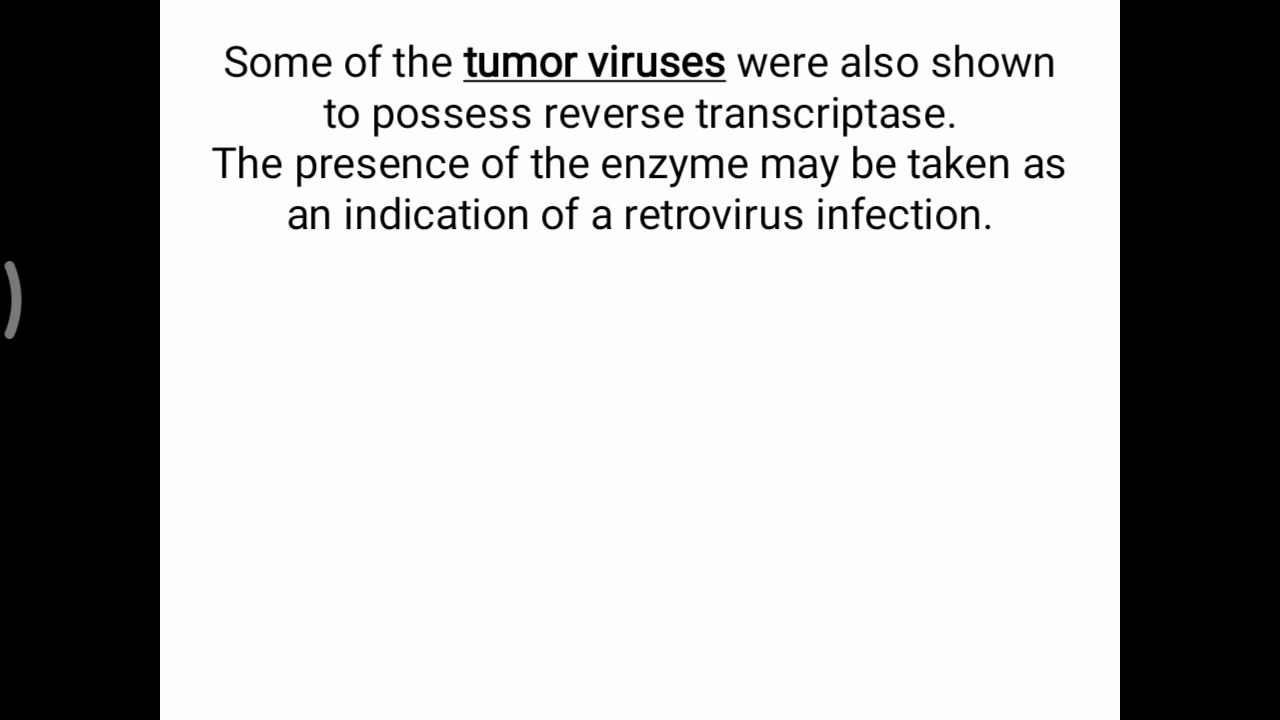 Some of the tumor viruses were also shown
to possess reverse transcriptase.
The presence of the enzyme may be taken as
an indication of a retrovirus infection.